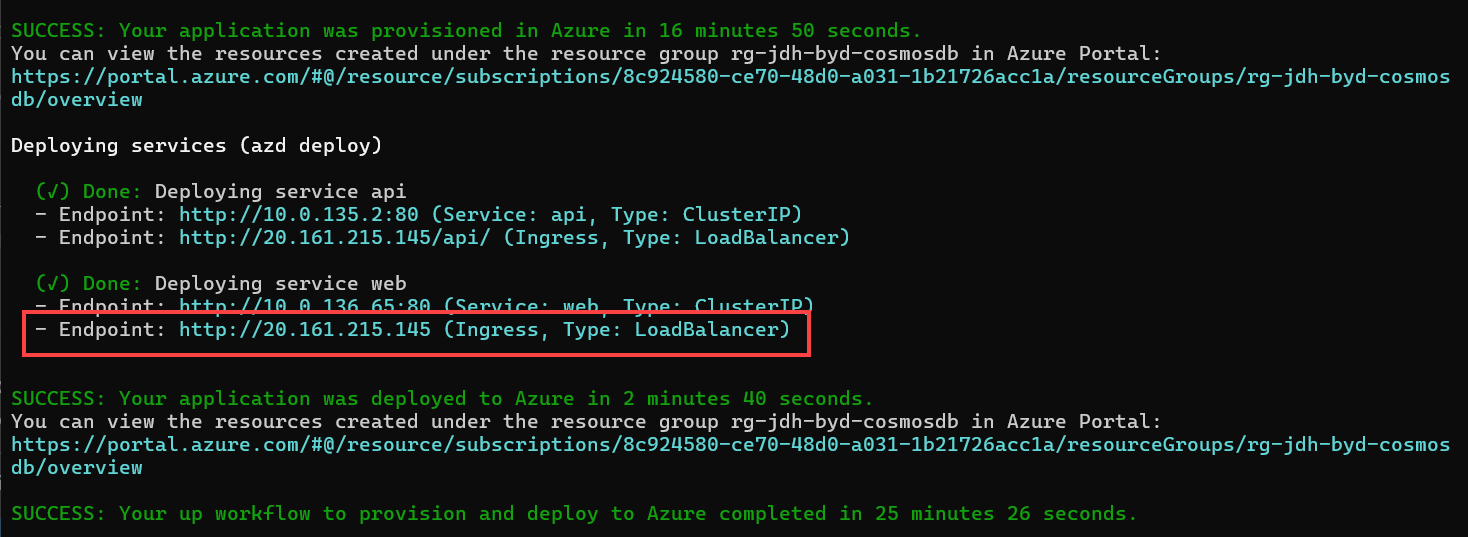 SUCCESS: Your application was provisioned in Azure in 16 minutes 50 seconds.
You can view the resources created under the resource group rg-jdh-byd-cosmosdb in Azure Portal:
https://portal.azure.com/#@/resource/subscriptions/8c924580-ce70-48d0-a031-1b21726acc1a/resourceGroups/rg-jdh-byd-cosmos
db/overview
Deploying services (azd deploy)
(√) Done: Deploying service api
- Endpoint: http://10.0.135.2:80 (Service: api, Type: ClusterIP)
- Endpoint: http://20.161.215.145/api/ (Ingress, Type: LoadBalancer)
(√) Done: Deploying service web
- Endpoint: http://10.0.136.65:80 (Service: web, Type: ClusterIP)
- Endpoint: http://20.161.215.145 (Ingress, Type: LoadBalancer)
SUCCESS: Your application was deployed to Azure in 2 minutes 40 seconds.
You can view the resources created under the resource group rg-jdh-byd-cosmosdb in Azure Portal:
https://portal.azure.com/#@/resource/subscriptions/8c924580-ce70-48d0-a031-1b21726acc1a/resourceGroups/rg-jdh-byd-cosmos
db/overview
SUCCESS: Your up workflow to provision and deploy to Azure completed in 25 minutes 26 seconds.